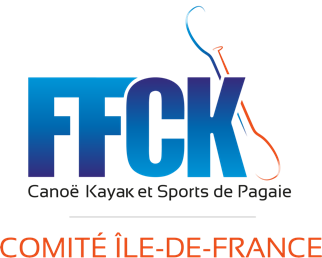 FFCK
Canoë Kayak et Sports de Pagaie
COMITÉ ÎLE-DE-FRANCE